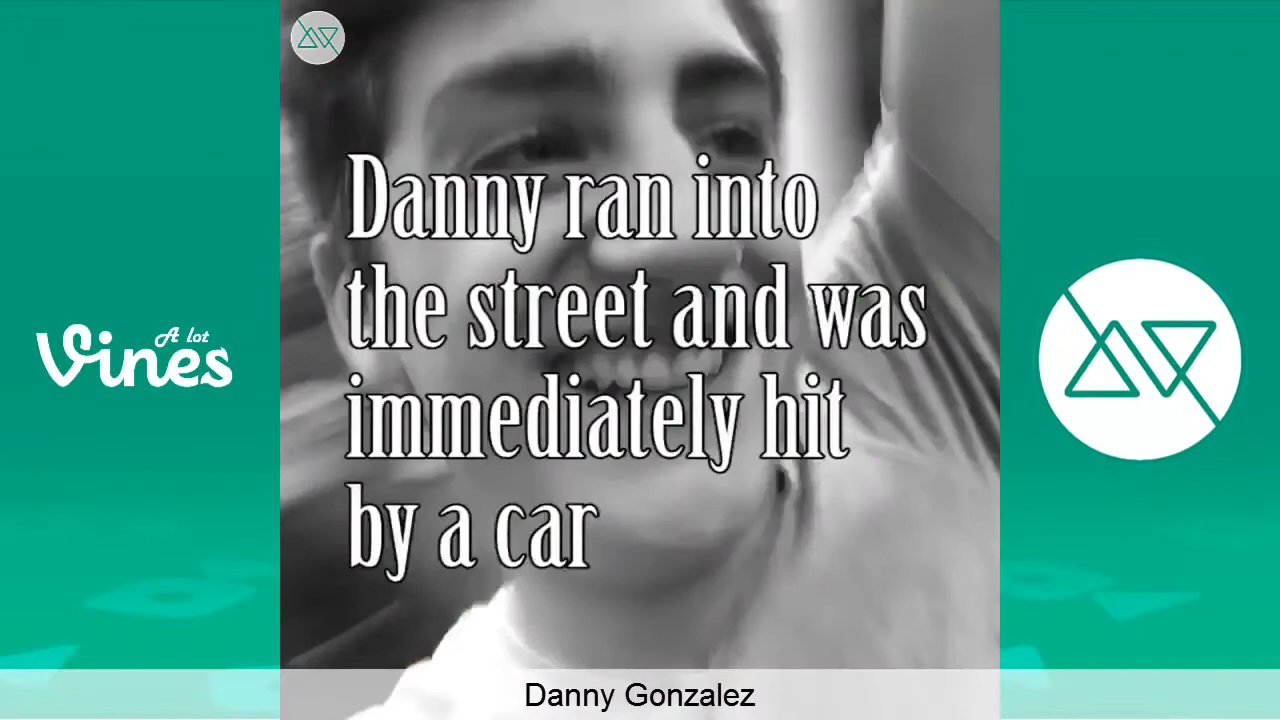 Danny ran into
the street and was
immediately hit
by a car
A lot
Vines
Danny Gonzalez